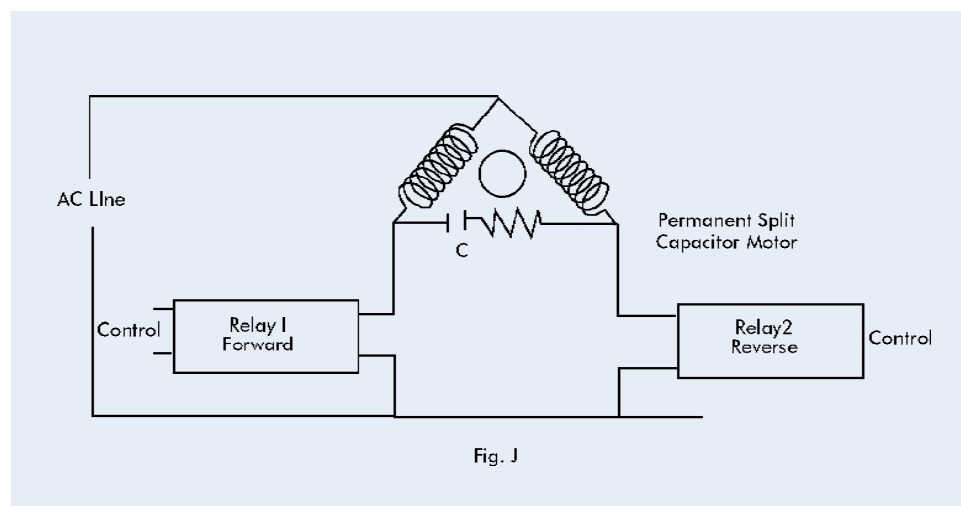 AC LIne
Permanent Split
Capacitor Motor
C
Control
Relay I
Forward
Relay2
Reverse
Control
Fig. J